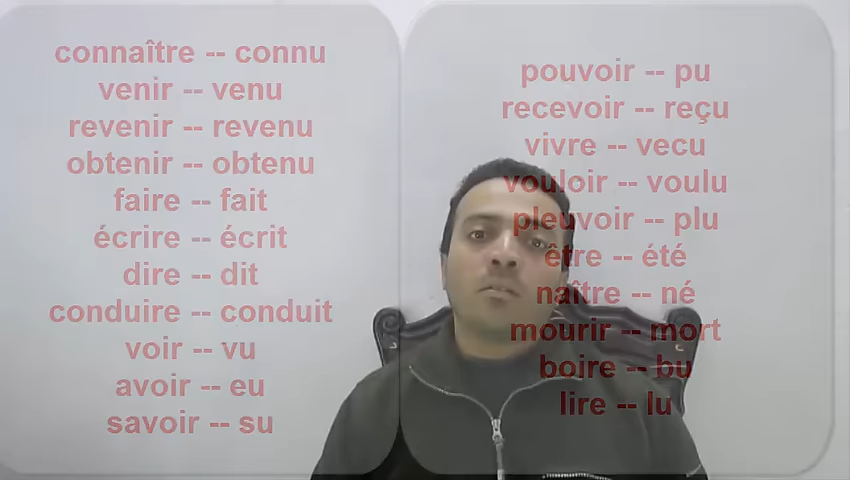 connaître -- connu
venir -- venu
revenir -- revenu
obtenir -- obtenu
faire -- fait
écrire -- écrit
dire -- dit
conduire -- conduit
voir -- vu
avoir -- eu
savoir -- su
pouvoir -- pu
recevoir -- reçu
vivre -- vecu
vouloir -- voulu
pleuvoir -- plu
être -- été
naître -- né
mourir -- mort
boire -- bu
lire -- lu